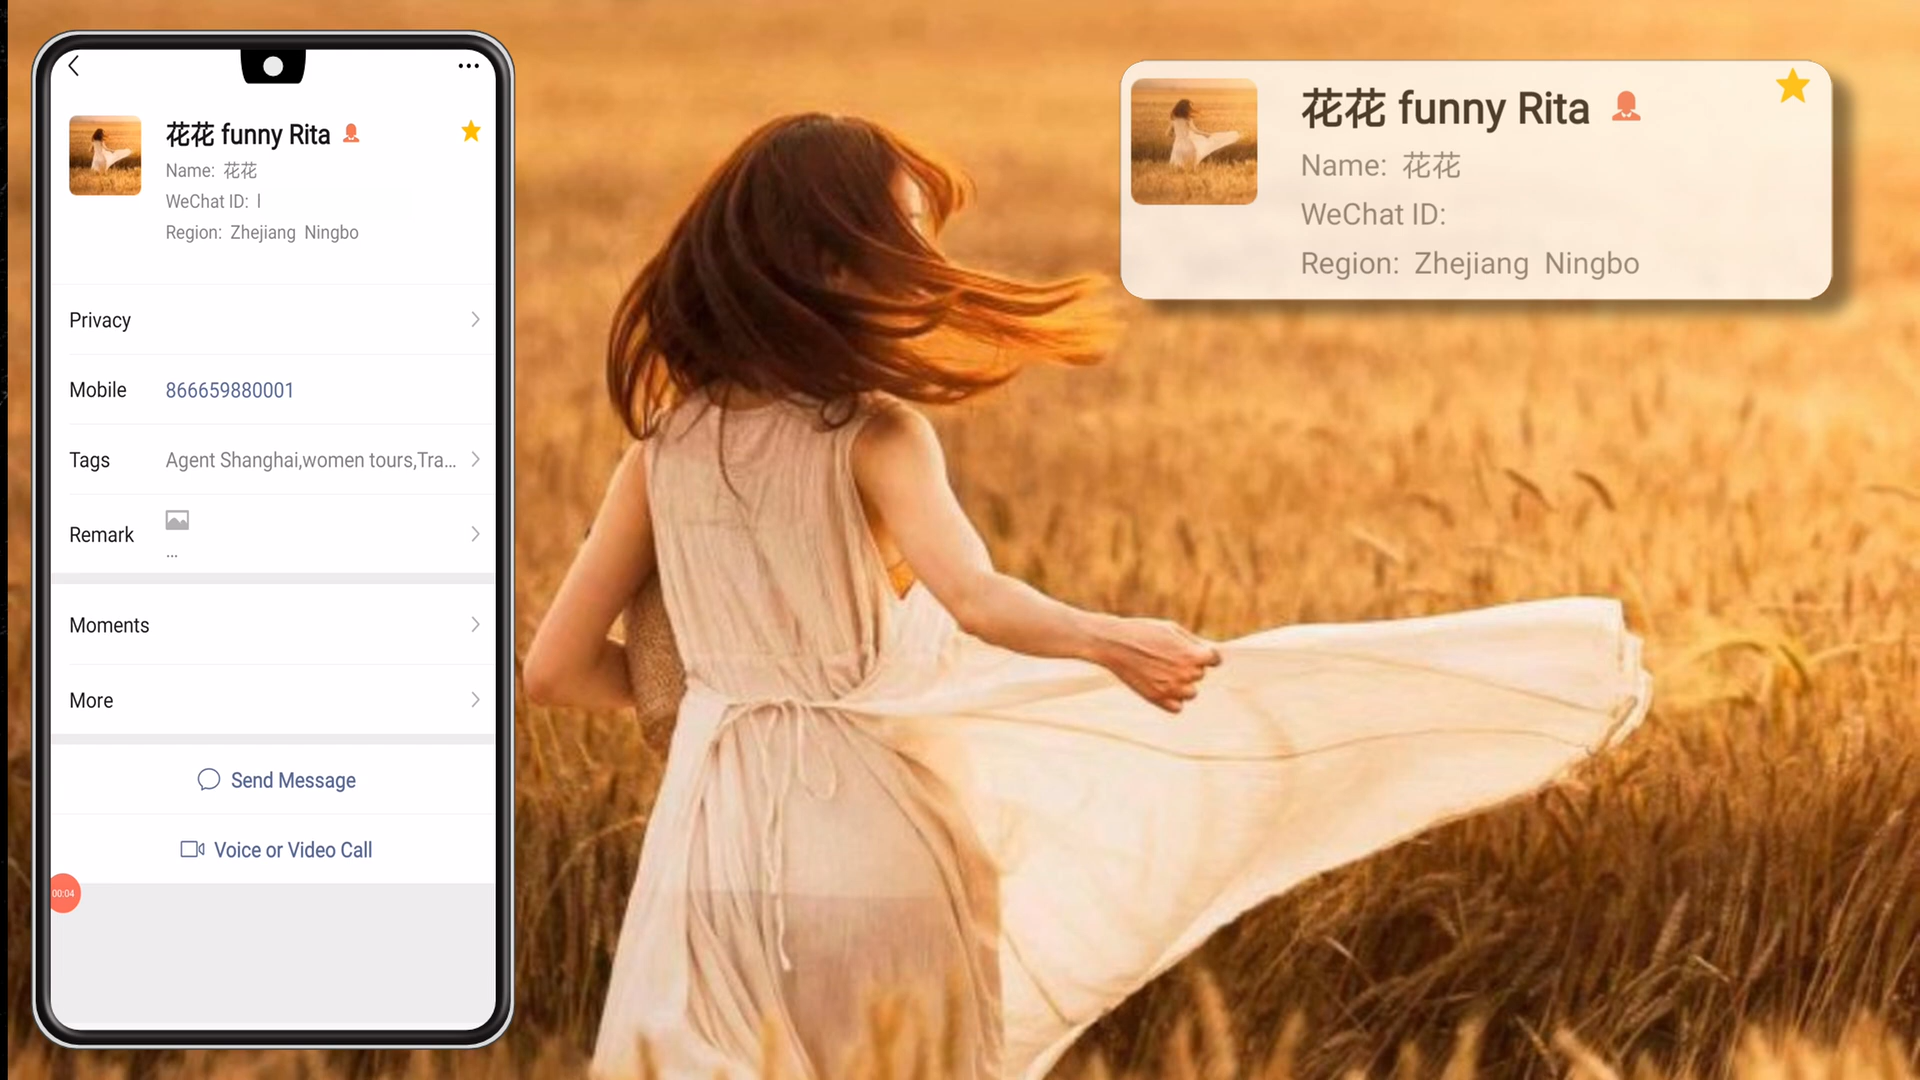 花花 funny Rita
Name: 花花
WeChat ID: l
Region: Zhejiang Ningbo
Privacy
Mobile 866659880001
Tags Agent Shanghai,women tours,Tra...
Remark
...
Moments
More
Send Message
Voice or Video Call
00:04
花花 funny Rita
Name: 花花
WeChat ID:
Region: Zhejiang Ningbo